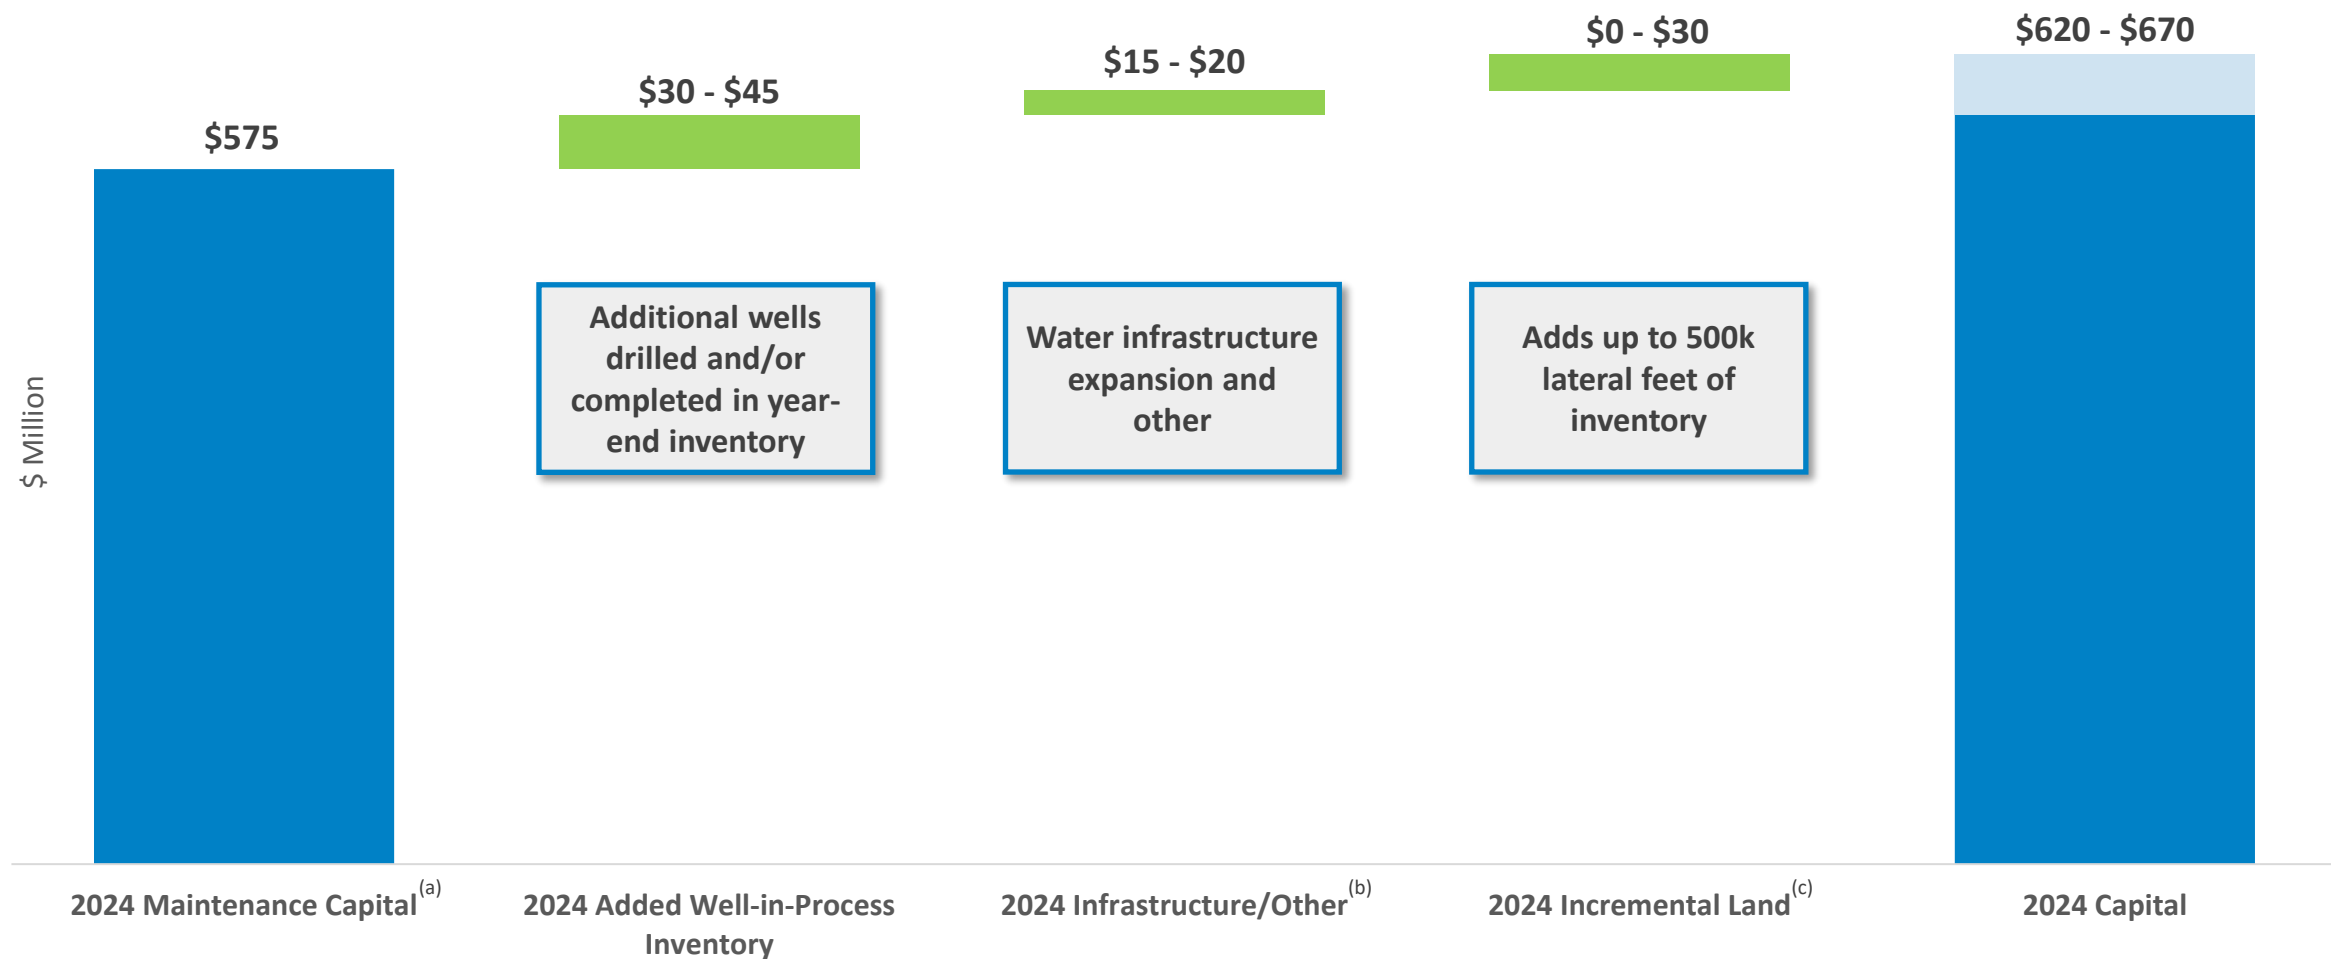 $575
$30 - $45
$15 - $20
$0 - $30
$620 - $670
Additional wells
drilled and/or
completed in year-
end inventory
Water infrastructure
expansion and
other
Adds up to 500k
lateral feet of
inventory
$ Million
2024 Maintenance Capital(a)
2024 Added Well-in-Process
Inventory
2024 Infrastructure/Other(b)
2024 Incremental Land(c)
2024 Capital